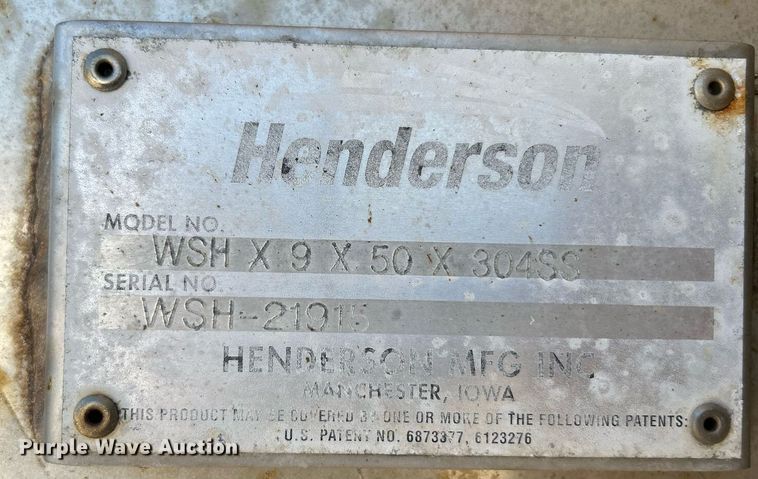 Henderson
MODEL NO.
WSH X 9 X 50 X 304SS
SERIAL NO.
WSH-21915
HENDERSON MFG INC
MANCHESTER, IOWA
THIS PRODUCT MAY BE COVERED BY ONE OR MORE OF THE FOLLOWING PATENTS:
U.S. PATENT NO. 6873377, 6123276
Purple Wave Auction